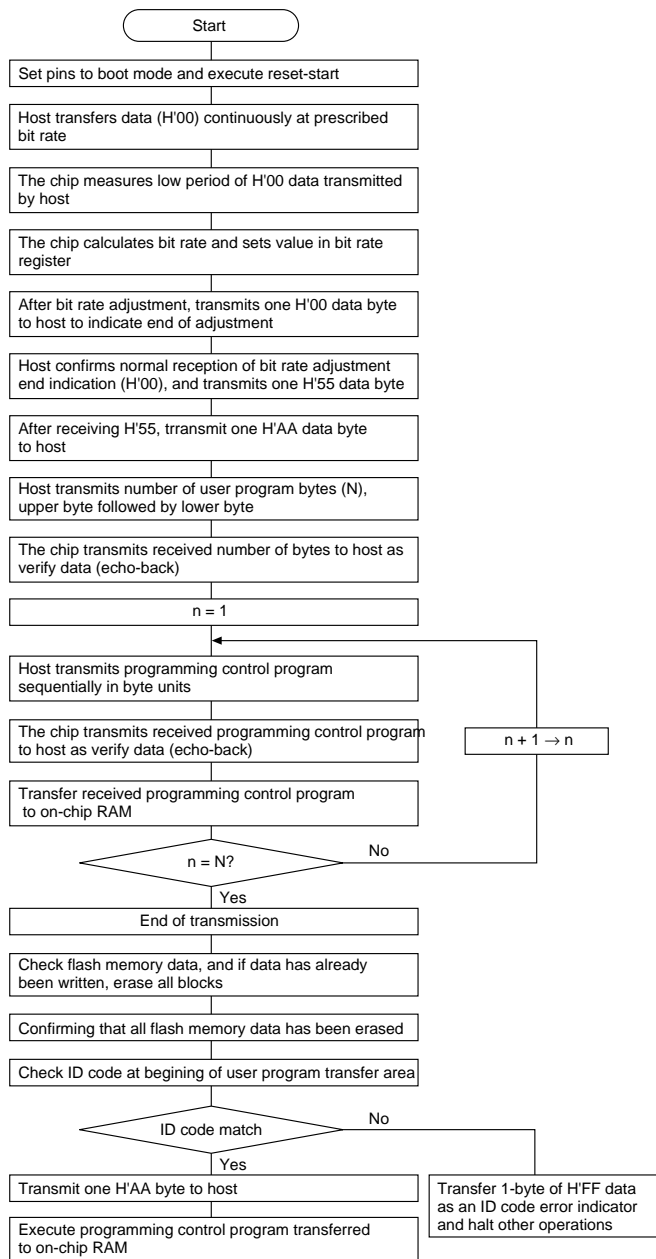 Start
Set pins to boot mode and execute reset-start
Host transfers data (H'00) continuously at prescribed
bit rate
The chip measures low period of H'00 data transmitted
by host
The chip calculates bit rate and sets value in bit rate
register
After bit rate adjustment, transmits one H'00 data byte
to host to indicate end of adjustment
Host confirms normal reception of bit rate adjustment
end indication (H'00), and transmits one H'55 data byte
After receiving H'55, trransmit one H'AA data byte
to host
Host transmits number of user program bytes (N),
upper byte followed by lower byte
The chip transmits received number of bytes to host as
verify data (echo-back)
n = 1
Host transmits programming control program
sequentially in byte units
The chip transmits received programming control program
to host as verify data (echo-back)
n + 1 → n
Transfer received programming control program
to on-chip RAM
n = N?
No
Yes
End of transmission
Check flash memory data, and if data has already
been written, erase all blocks
Confirming that all flash memory data has been erased
Check ID code at begining of user program transfer area
ID code match
No
Yes
Transmit one H'AA byte to host
Transfer 1-byte of H'FF data
as an ID code error indicator
and halt other operations
Execute programming control program transferred
to on-chip RAM